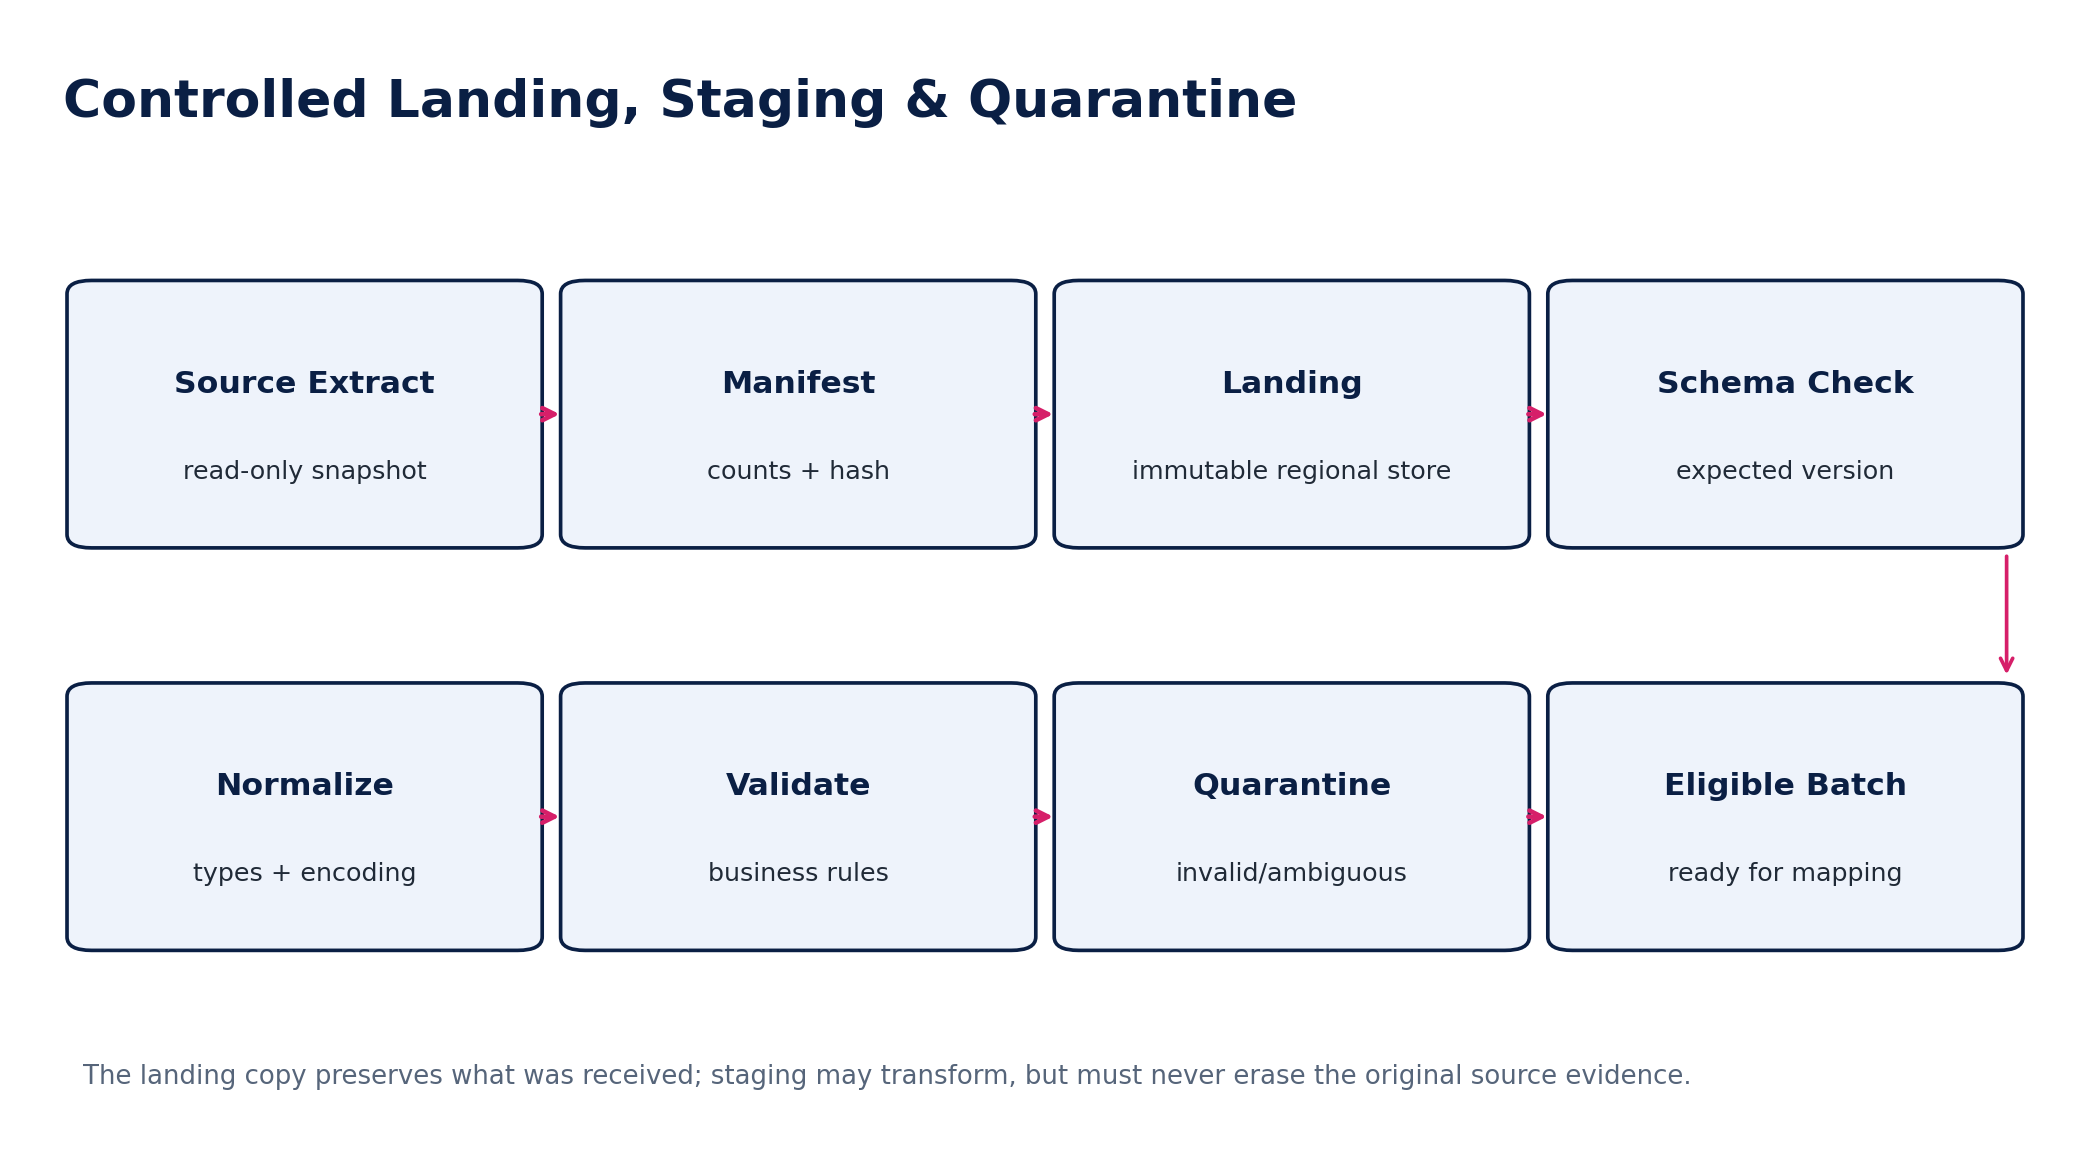 Controlled Landing, Staging & Quarantine
Source Extract
read-only snapshot
Manifest
counts + hash
Landing
immutable regional store
Schema Check
expected version
Normalize
types + encoding
Validate
business rules
Quarantine
invalid/ambiguous
Eligible Batch
ready for mapping
The landing copy preserves what was received; staging may transform, but must never erase the original source evidence.